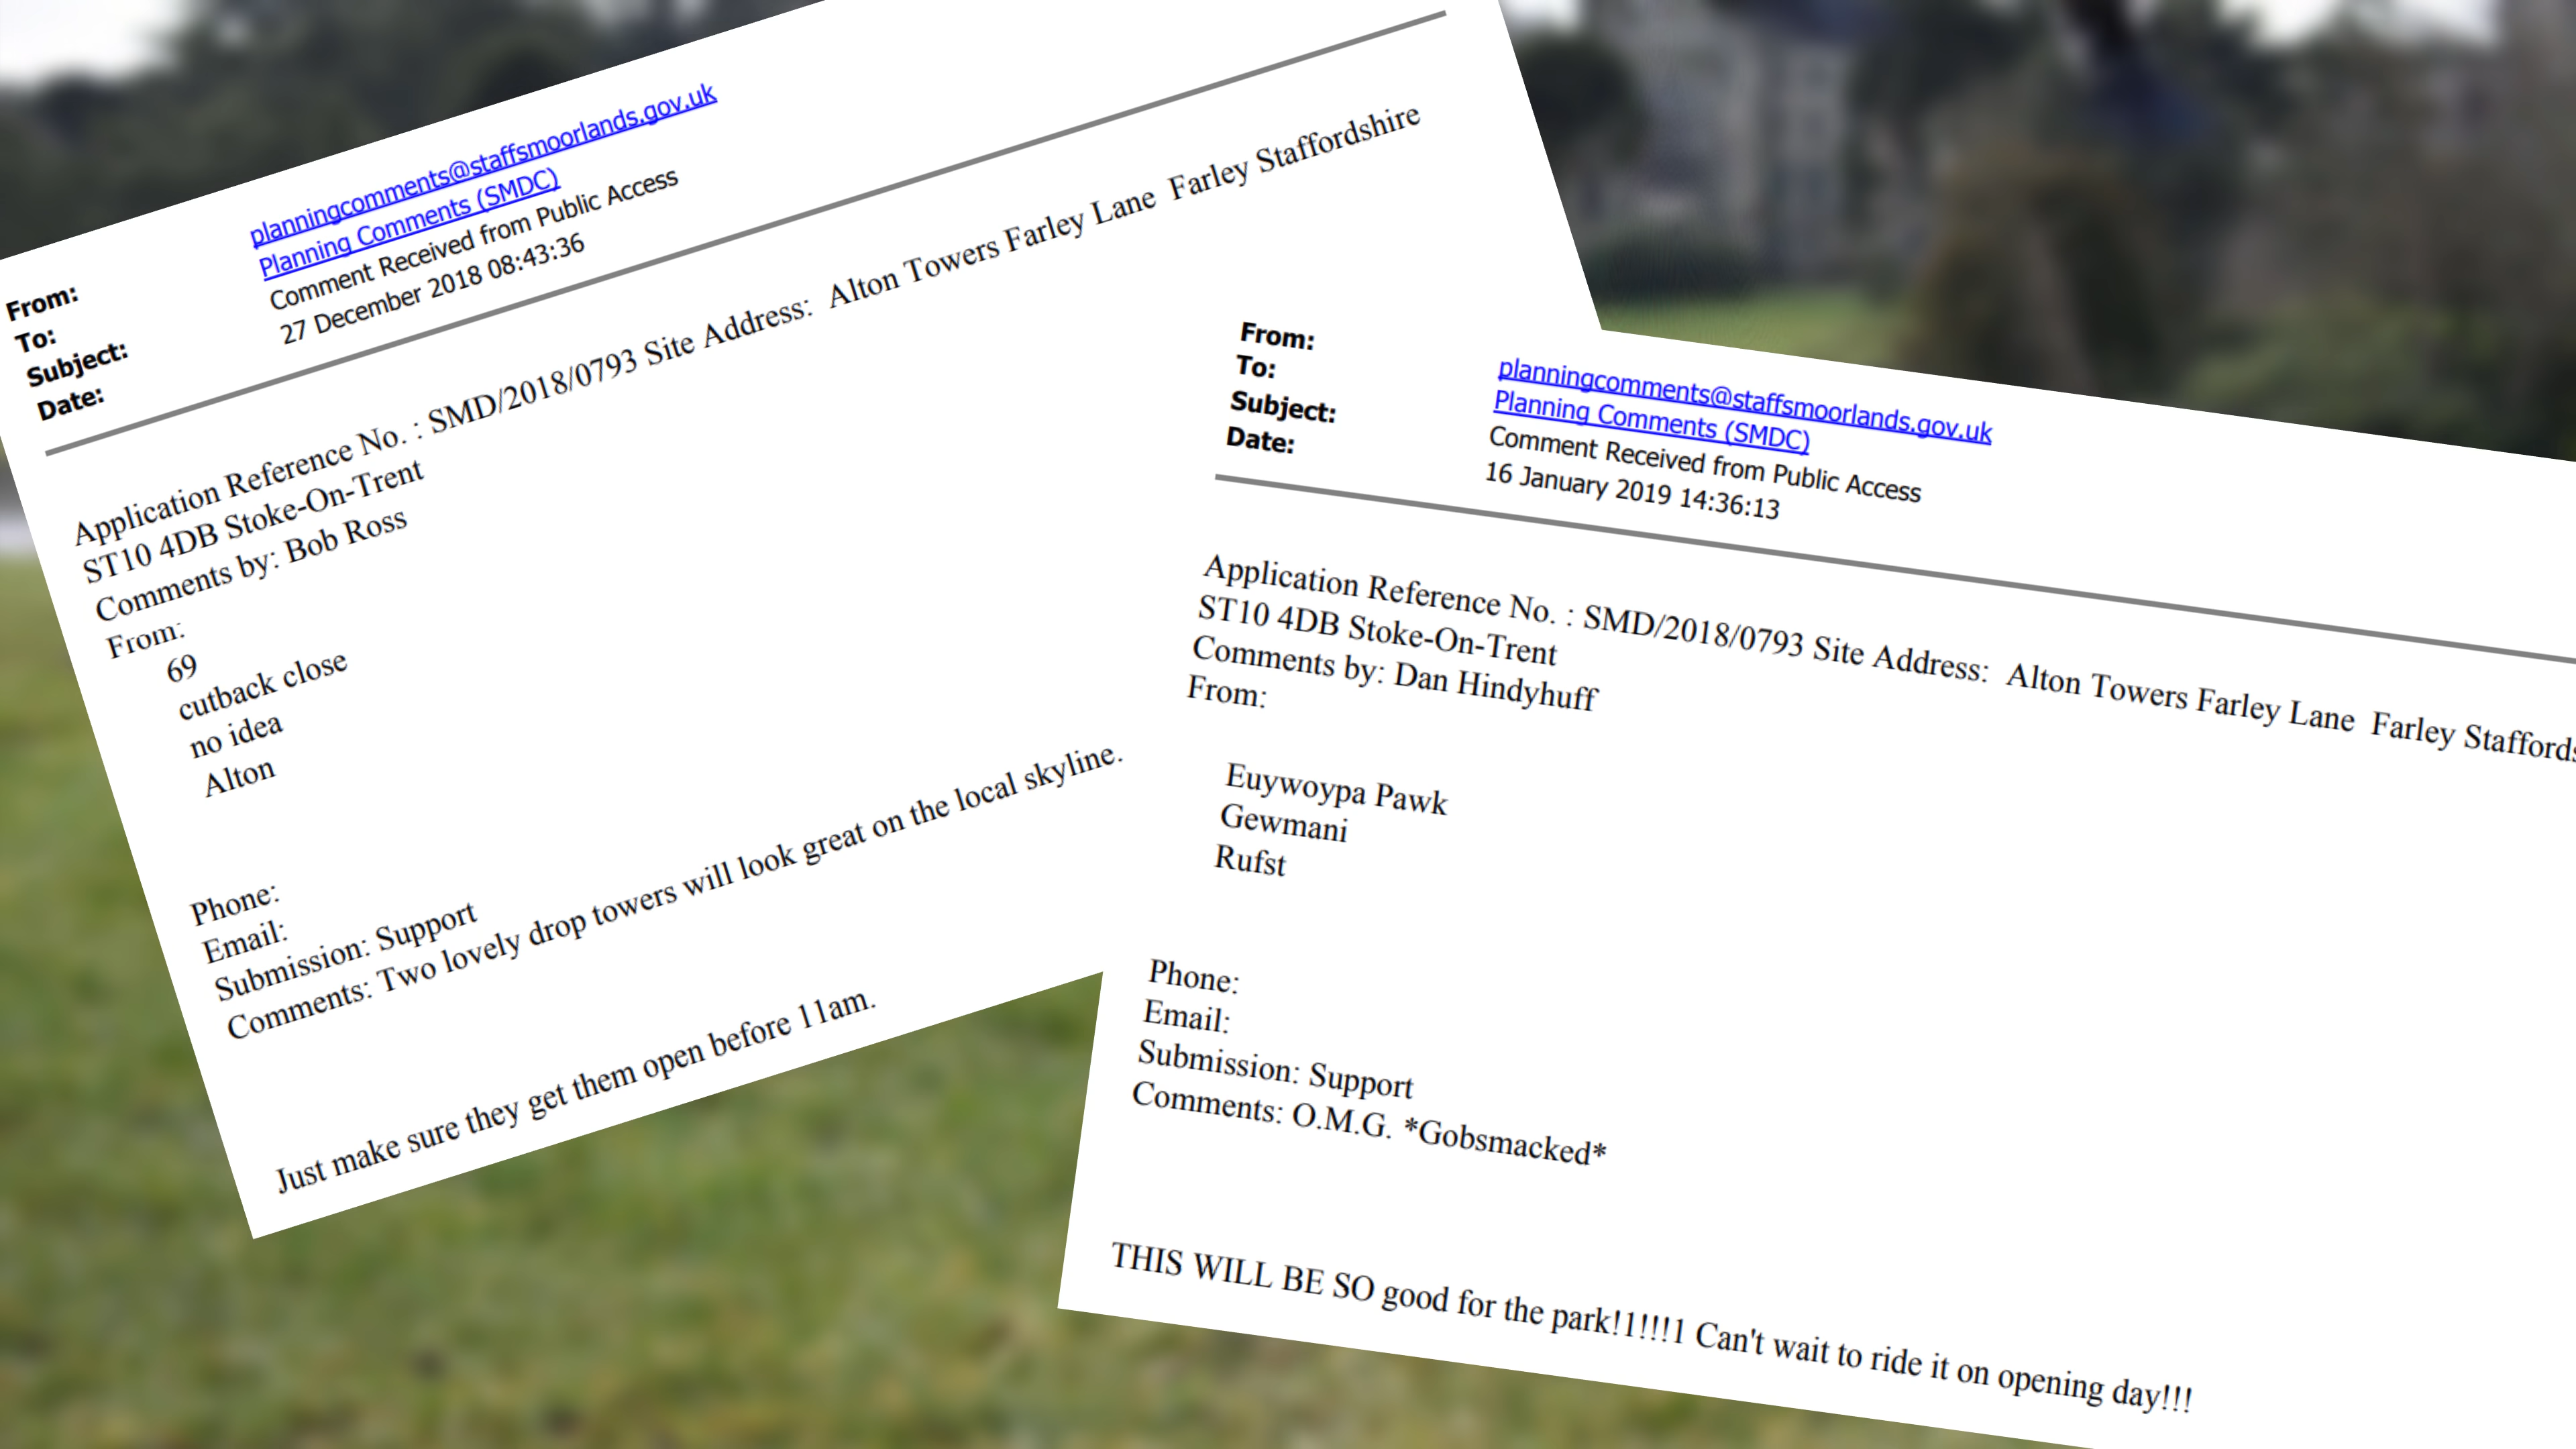 From: planningcomments@staffsmoorlands.gov.uk
To: Planning Comments (SMDC)
Subject: Comment Received from Public Access
Date: 27 December 2018 08:43:36
Application Reference No. : SMD/2018/0793 Site Address: Alton Towers Farley Lane Farley Staffordshire
ST10 4DB Stoke-On-Trent
Comments by: Bob Ross
From:
69
cutback close
no idea
Alton
Phone:
Email:
Submission: Support
Comments: Two lovely drop towers will look great on the local skyline.
Just make sure they get them open before 11am.
From: planningcomments@staffsmoorlands.gov.uk
To: Planning Comments (SMDC)
Subject: Comment Received from Public Access
Date: 16 January 2019 14:36:13
Application Reference No. : SMD/2018/0793 Site Address: Alton Towers Farley Lane Farley Staffords
ST10 4DB Stoke-On-Trent
Comments by: Dan Hindyhuff
From:
Euywoypa Pawk
Gewmani
Rufst
Phone:
Email:
Submission: Support
Comments: O.M.G. *Gobsmacked*
THIS WILL BE SO good for the park!1!!!1 Can't wait to ride it on opening day!!!